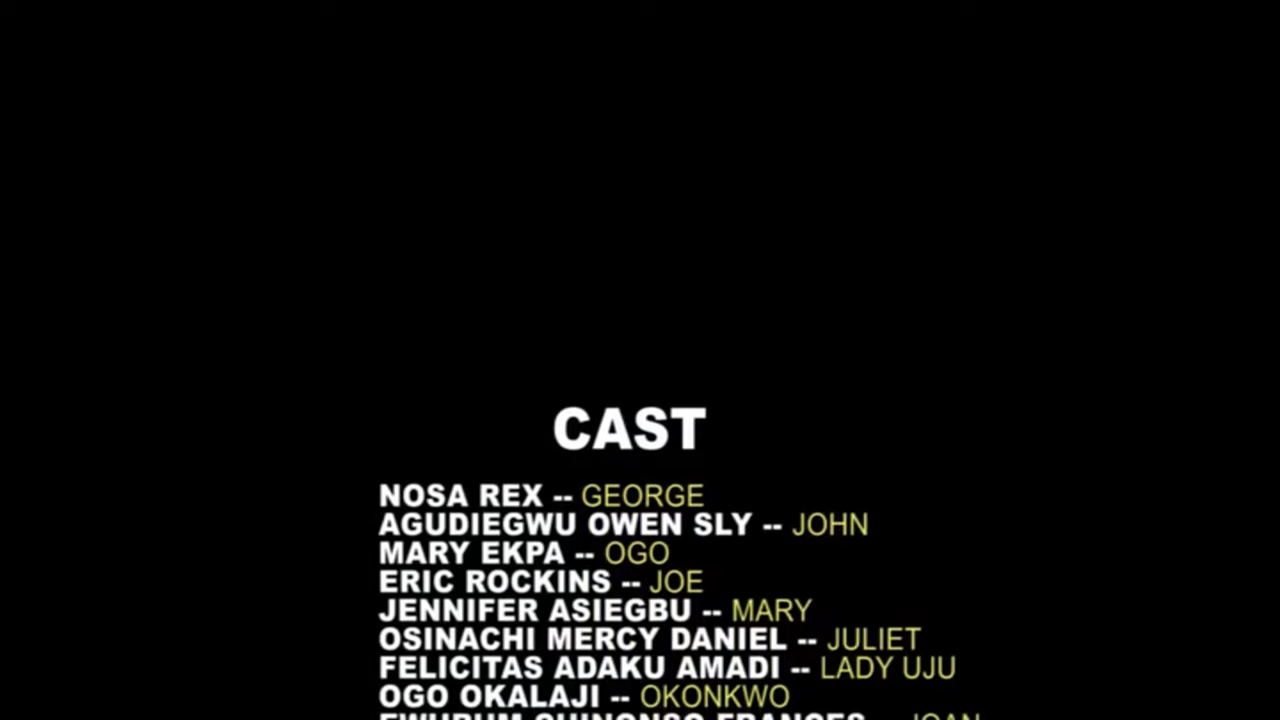 CAST
NOSA REX -- GEORGE
AGUDIEGWU OWEN SLY -- JOHN
MARY EKPA -- OGO
ERIC ROCKINS -- JOE
JENNIFER ASIEGBU -- MARY
OSINACHI MERCY DANIEL -- JULIET
FELICITAS ADAKU AMADI -- LADY UJU
OGO OKALAJI -- OKONKWO